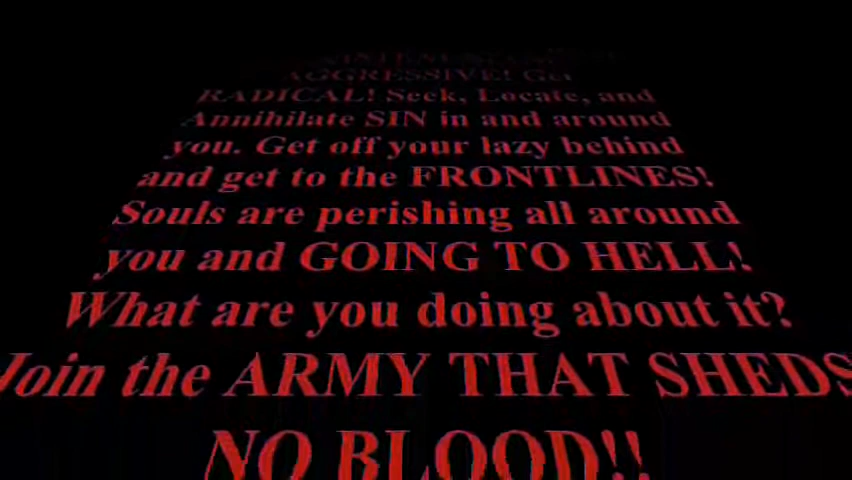 AGGRESSIVE! Get
RADICAL! Seek, Locate, and
Annihilate SIN in and around
you. Get off your lazy behind
and get to the FRONTLINES!
Souls are perishing all around
you and GOING TO HELL!
What are you doing about it?
Join the ARMY THAT SHEDS
NO BLOOD!!